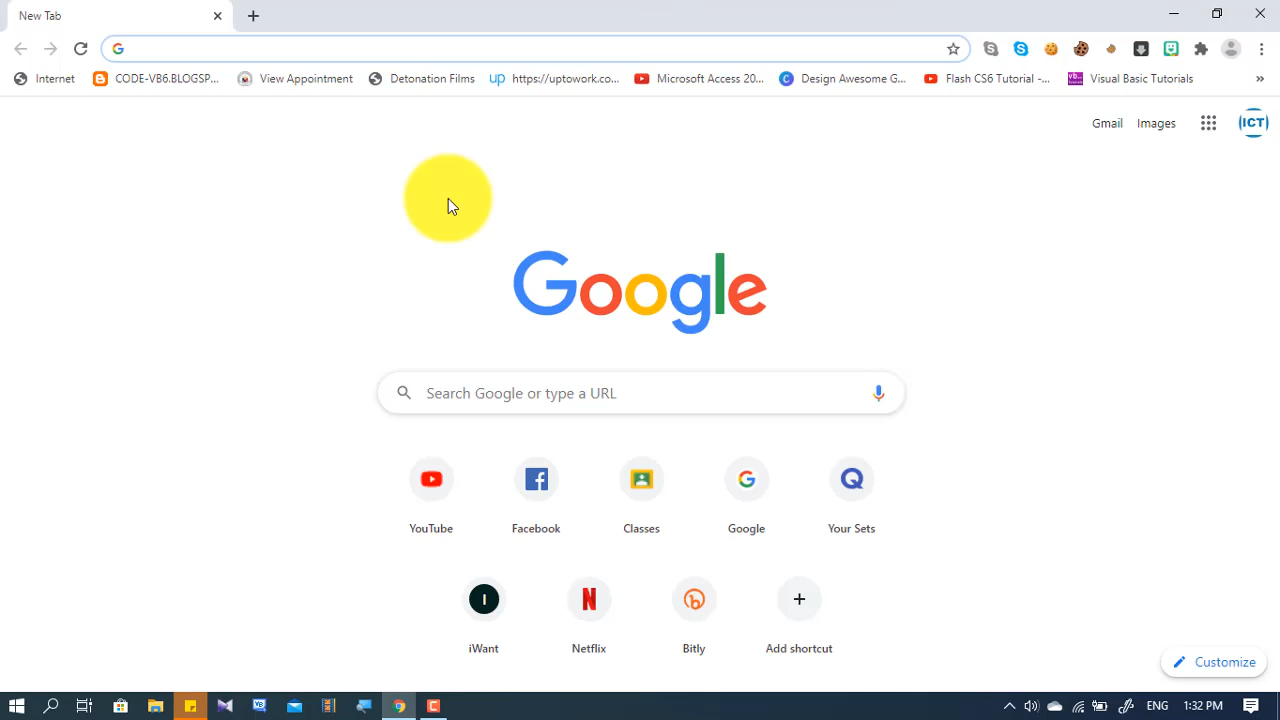 New Tab
Internet CODE-VB6.BLOGSP... View Appointment Detonation Films up https://uptowork.co... Microsoft Access 20... Design Awesome G... Flash CS6 Tutorial -... Visual Basic Tutorials »
Gmail Images ICT
Google
Search Google or type a URL
YouTube Facebook Classes Google Your Sets
iWant Netflix Bitly Add shortcut
Customize
ENG 1:32 PM